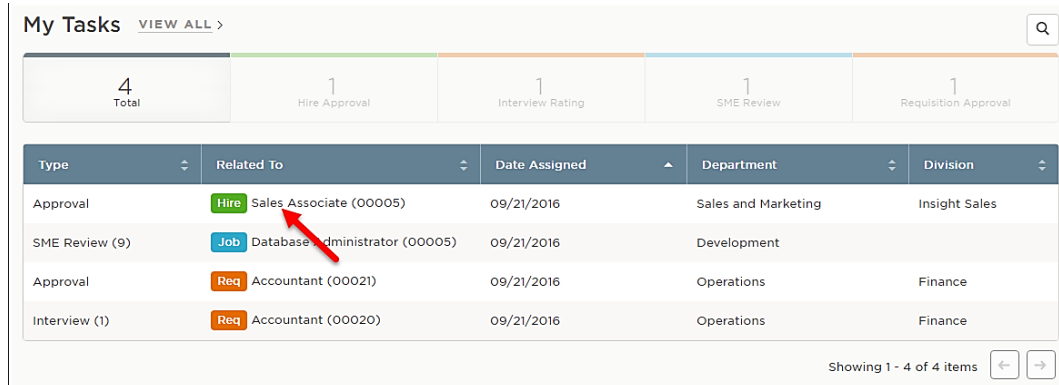 My Tasks VIEW ALL >
4 1 1 1 1
Total Hire Approval Interview Rating SME Review Requisition Approval
Type Related To Date Assigned Department Division
Approval Hire Sales Associate (00005) 09/21/2016 Sales and Marketing Insight Sales
SME Review (9) Job Database Administrator (00005) 09/21/2016 Development
Approval Req Accountant (00021) 09/21/2016 Operations Finance
Interview (1) Req Accountant (00020) 09/21/2016 Operations Finance
Showing 1 - 4 of 4 items